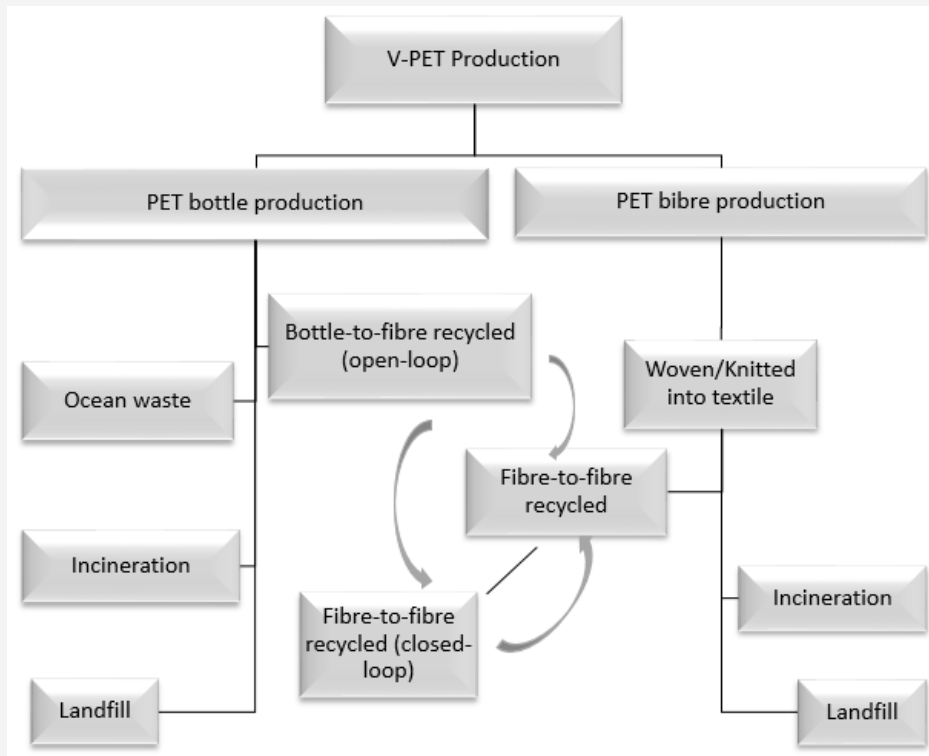 V-PET Production
PET bottle production
PET bibre production
Bottle-to-fibre recycled
(open-loop)
Woven/Knitted
into textile
Ocean waste
Fibre-to-fibre
recycled
Incineration
Fibre-to-fibre
recycled (closed-
loop)
Incineration
Landfill
Landfill